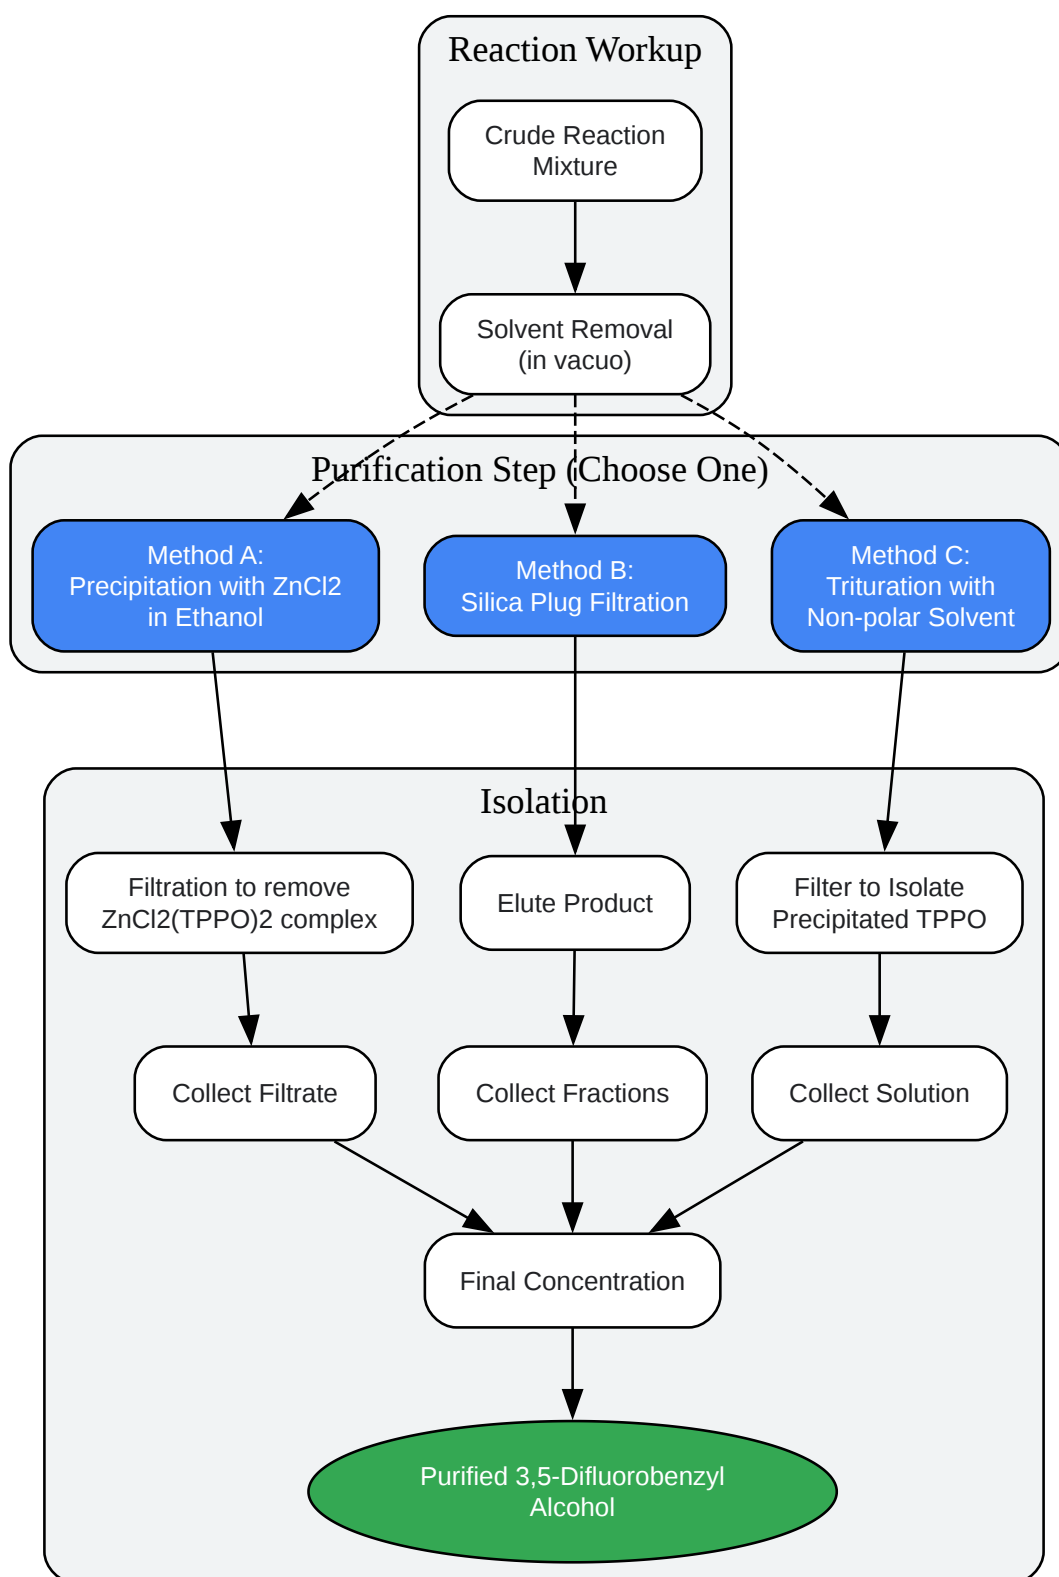 Reaction Workup
Crude Reaction
Mixture
Solvent Removal
(in vacuo)
Purification Step (Choose One)
Method A:
Precipitation with ZnCl2
in Ethanol
Method B:
Silica Plug Filtration
Method C:
Trituration with
Non-polar Solvent
Isolation
Filtration to remove
ZnCl2(TPPO)2 complex
Elute Product
Filter to Isolate
Precipitated TPPO
Collect Filtrate
Collect Fractions
Collect Solution
Final Concentration
Purified 3,5-Difluorobenzyl
Alcohol